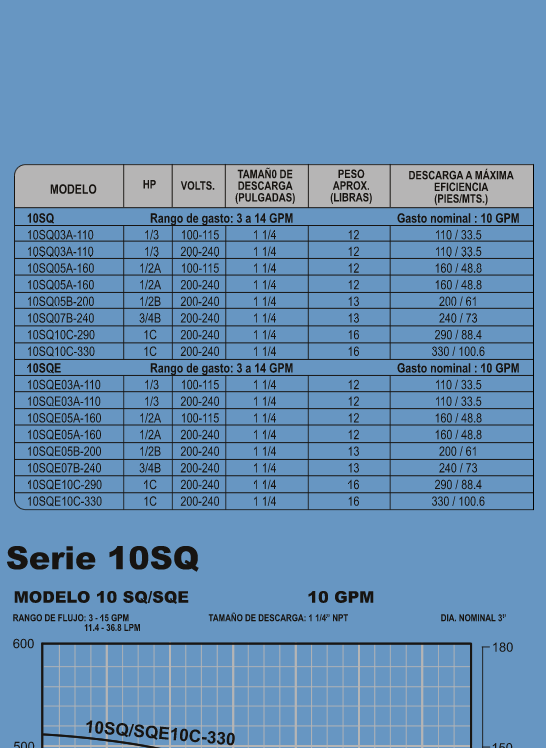 MODELO HP VOLTS. TAMAÑ0 DE DESCARGA (PULGADAS) PESO APROX. (LIBRAS) DESCARGA A MÁXIMA EFICIENCIA (PIES/MTS.)
10SQ Rango de gasto: 3 a 14 GPM Gasto nominal : 10 GPM
10SQ03A-110 1/3 100-115 1 1/4 12 110 / 33.5
10SQ03A-110 1/3 200-240 1 1/4 12 110 / 33.5
10SQ05A-160 1/2A 100-115 1 1/4 12 160 / 48.8
10SQ05A-160 1/2A 200-240 1 1/4 12 160 / 48.8
10SQ05B-200 1/2B 200-240 1 1/4 13 200 / 61
10SQ07B-240 3/4B 200-240 1 1/4 13 240 / 73
10SQ10C-290 1C 200-240 1 1/4 16 290 / 88.4
10SQ10C-330 1C 200-240 1 1/4 16 330 / 100.6
10SQE Rango de gasto: 3 a 14 GPM Gasto nominal : 10 GPM
10SQE03A-110 1/3 100-115 1 1/4 12 110 / 33.5
10SQE03A-110 1/3 200-240 1 1/4 12 110 / 33.5
10SQE05A-160 1/2A 100-115 1 1/4 12 160 / 48.8
10SQE05A-160 1/2A 200-240 1 1/4 12 160 / 48.8
10SQE05B-200 1/2B 200-240 1 1/4 13 200 / 61
10SQE07B-240 3/4B 200-240 1 1/4 13 240 / 73
10SQE10C-290 1C 200-240 1 1/4 16 290 / 88.4
10SQE10C-330 1C 200-240 1 1/4 16 330 / 100.6
Serie 10SQ
MODELO 10 SQ/SQE 10 GPM
RANGO DE FLUJO: 3 - 15 GPM TAMAÑO DE DESCARGA: 1 1/4" NPT DIA. NOMINAL 3"
11.4 - 36.8 LPM
600 180
10SQ/SQE10C-330
500 150